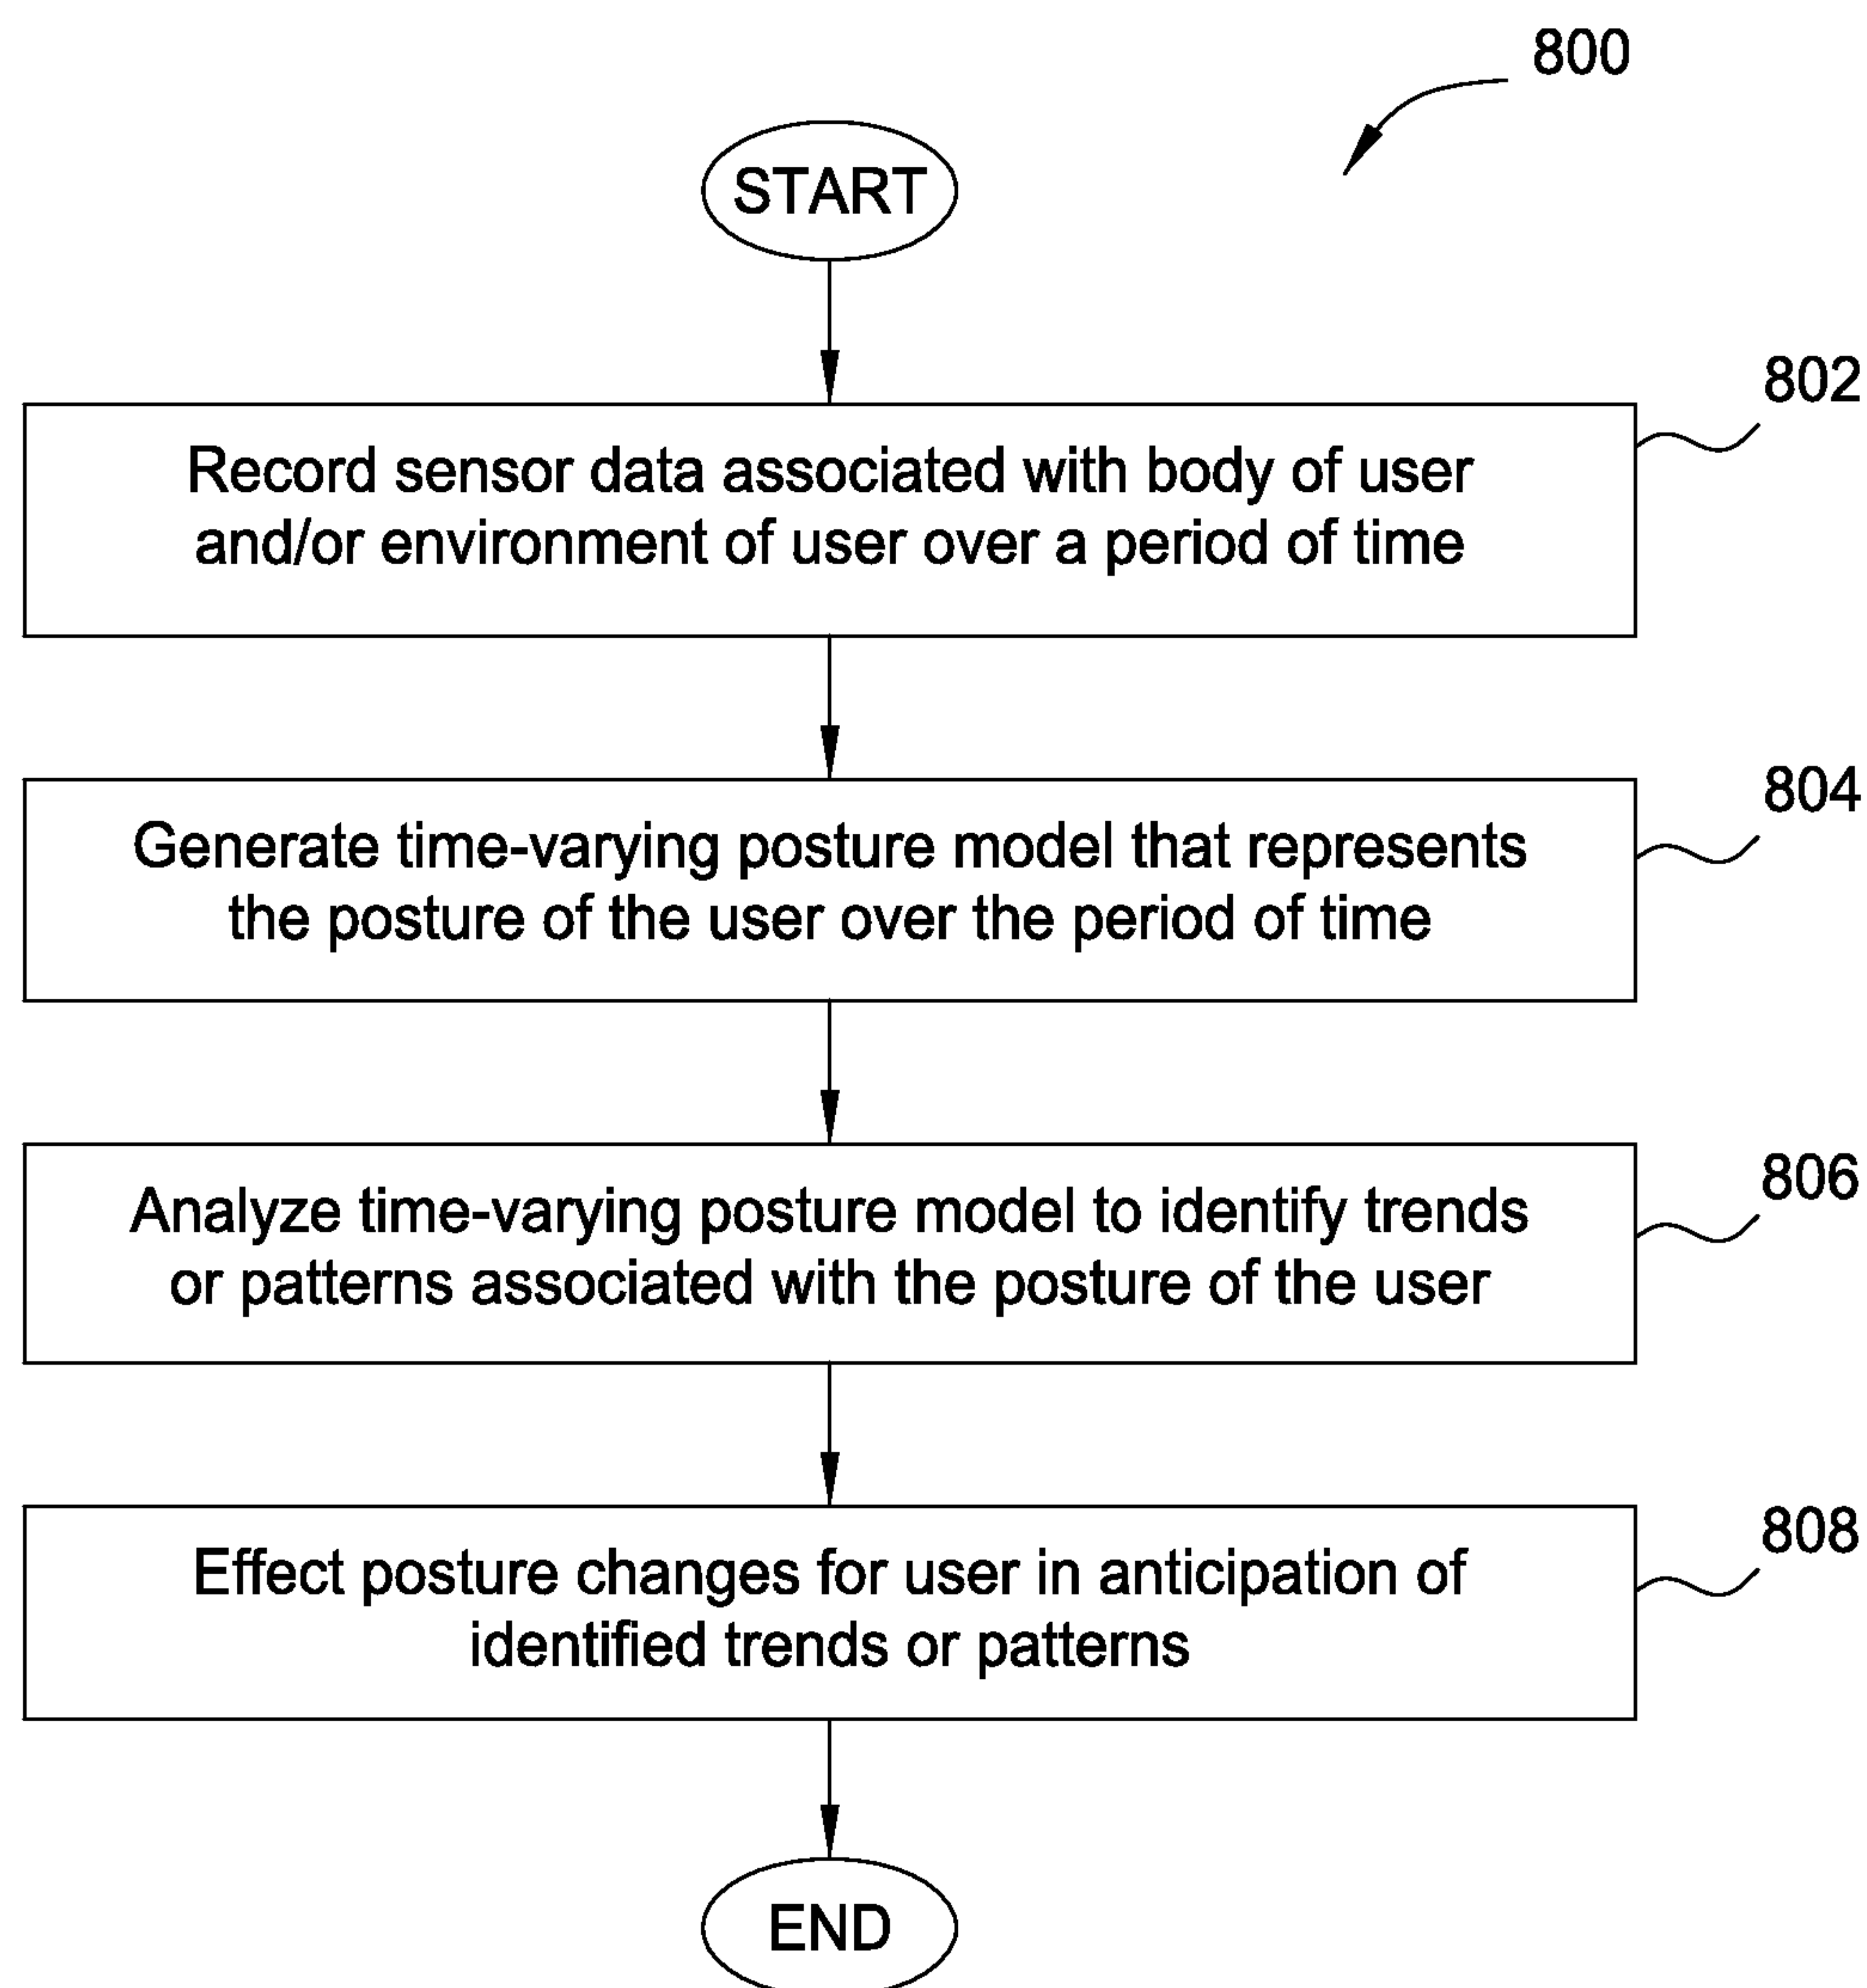 800
START
802
Record sensor data associated with body of user
and/or environment of user over a period of time
804
Generate time-varying posture model that represents
the posture of the user over the period of time
806
Analyze time-varying posture model to identify trends
or patterns associated with the posture of the user
808
Effect posture changes for user in anticipation of
identified trends or patterns
END